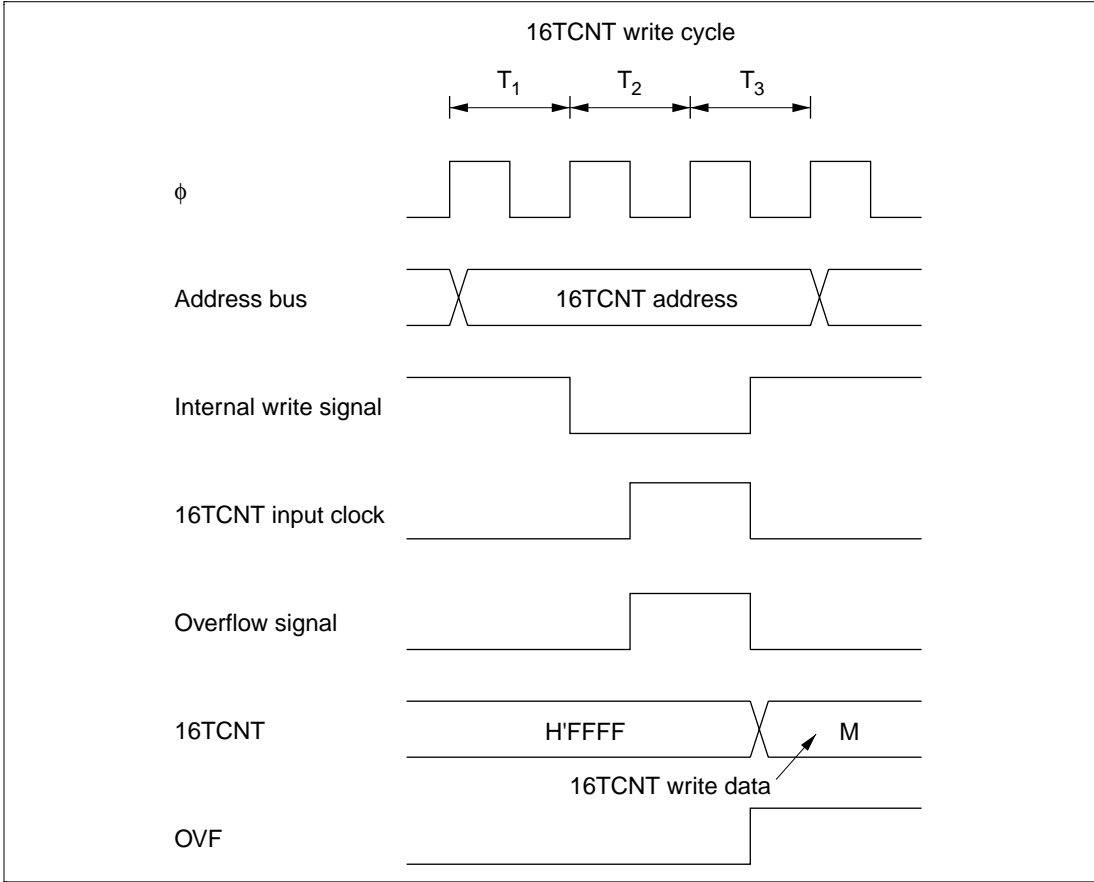 16TCNT write cycle
T1 T2 T3
ϕ
Address bus 16TCNT address
Internal write signal
16TCNT input clock
Overflow signal
16TCNT H'FFFF M
16TCNT write data
OVF